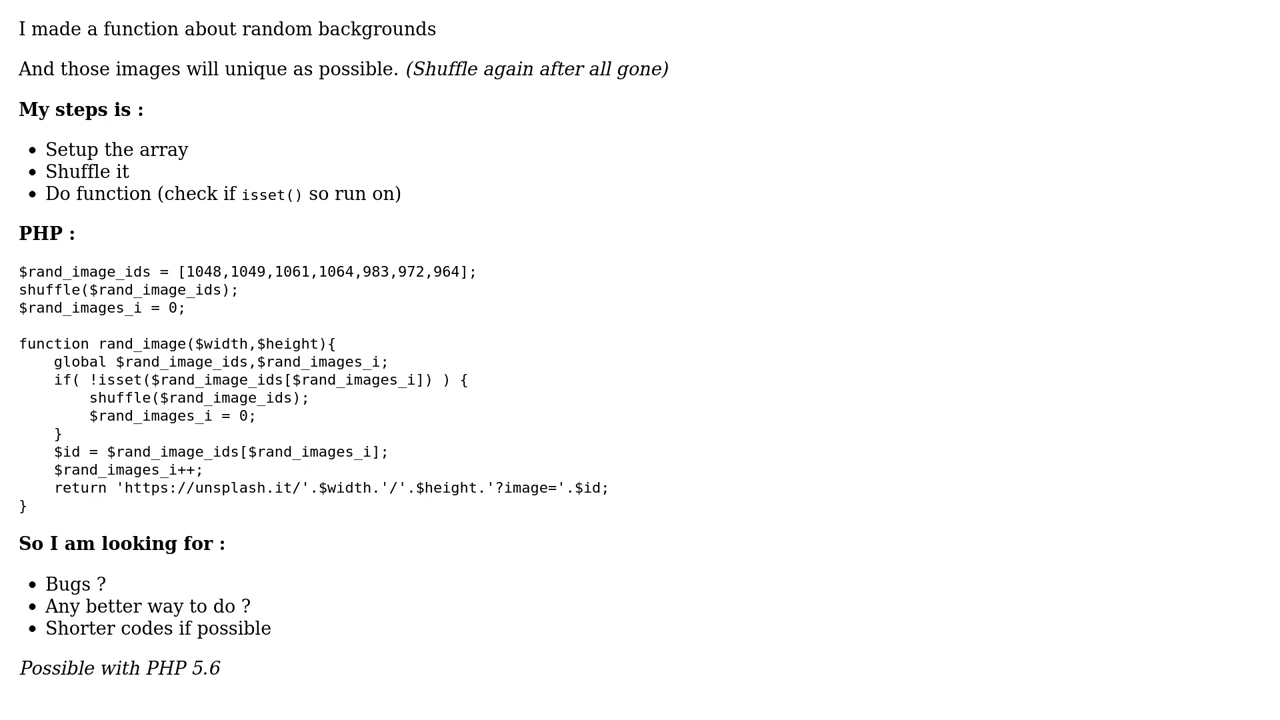 I made a function about random backgrounds
And those images will unique as possible. (Shuffle again after all gone)
My steps is :
• Setup the array
• Shuffle it
• Do function (check if isset() so run on)
PHP :
$rand_image_ids = [1048,1049,1061,1064,983,972,964];
shuffle($rand_image_ids);
$rand_images_i = 0;
function rand_image($width,$height){
    global $rand_image_ids,$rand_images_i;
    if( !isset($rand_image_ids[$rand_images_i]) ) {
        shuffle($rand_image_ids);
        $rand_images_i = 0;
    }
    $id = $rand_image_ids[$rand_images_i];
    $rand_images_i++;
    return 'https://unsplash.it/'.$width.'/'.$height.'?image='.$id;
}
So I am looking for :
• Bugs ?
• Any better way to do ?
• Shorter codes if possible
Possible with PHP 5.6